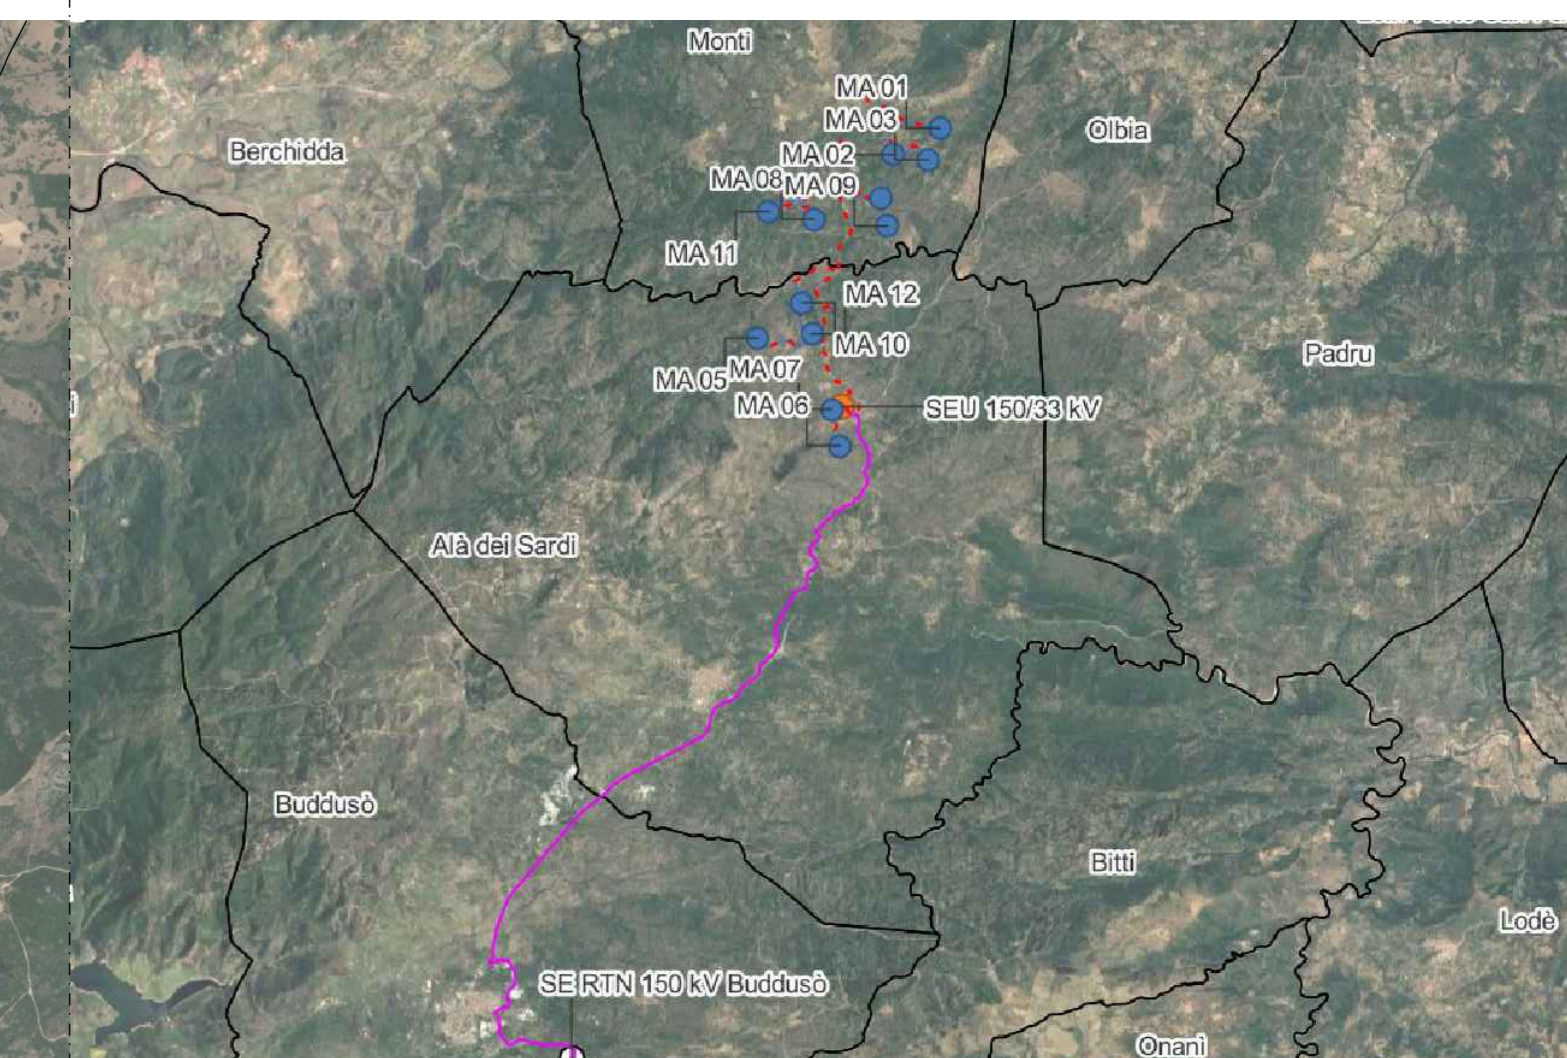 Monti
MA 01
MA 03
Olbia
Berchidda
MA 02
MA 08
MA 09
MA 11
MA 12
MA 10
Padru
MA 07
MA 05
MA 06
SEU 150/33 kV
Alà dei Sardi
Buddusò
Bitti
Lodè
SE RTN 150 kV Buddusò
Onanì